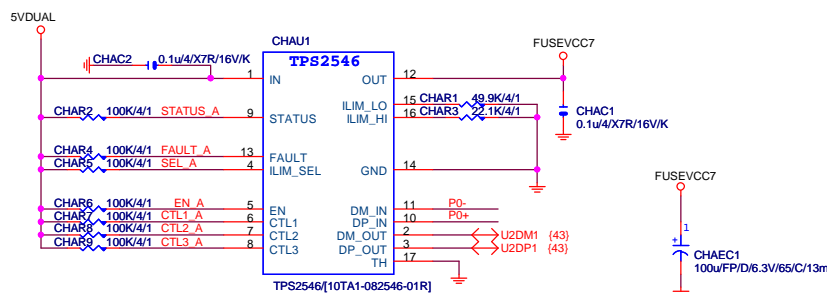 5VDUAL
CHAU1
FUSEVCC7
CHAC2 0.1u/4/X7R/16V/K
TPS2546
1 IN OUT 12
CHAR2 100K/4/1 STATUS_A 9 STATUS
ILIM_LO 15 CHAR1 49.9K/4/1
ILIM_HI 16 CHAR3 22.1K/4/1
CHAC1
0.1u/4/X7R/16V/K
CHAR4 100K/4/1 FAULT_A 13 FAULT
CHAR5 100K/4/1 SEL_A 4 ILIM_SEL
GND 14
FUSEVCC7
CHAR6 100K/4/1 EN_A 5 EN
CHAR7 100K/4/1 CTL1_A 6 CTL1
CHAR8 100K/4/1 CTL2_A 7 CTL2
CHAR9 100K/4/1 CTL3_A 8 CTL3
DM_IN 11 P0-
DP_IN 10 P0+
DM_OUT 2 U2DM1 {43}
DP_OUT 3 U2DP1 {43}
TH 17
1
+
CHAEC1
100u/FP/D/6.3V/65/C/13m
TPS2546/[10TA1-082546-01R]